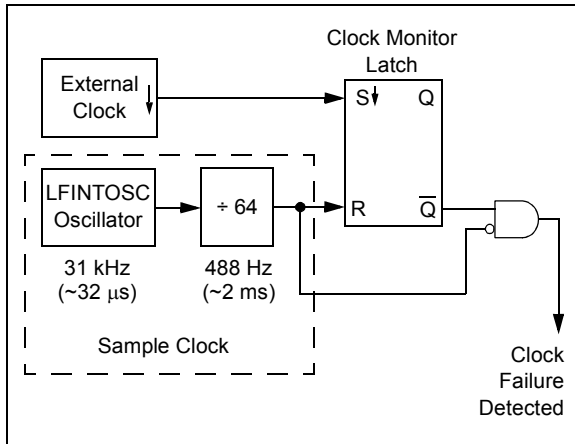 Clock Monitor
Latch
External
Clock
S
Q
LFINTOSC
Oscillator
÷ 64
R
Q̅
31 kHz
(~32 μs)
488 Hz
(~2 ms)
Sample Clock
Clock
Failure
Detected